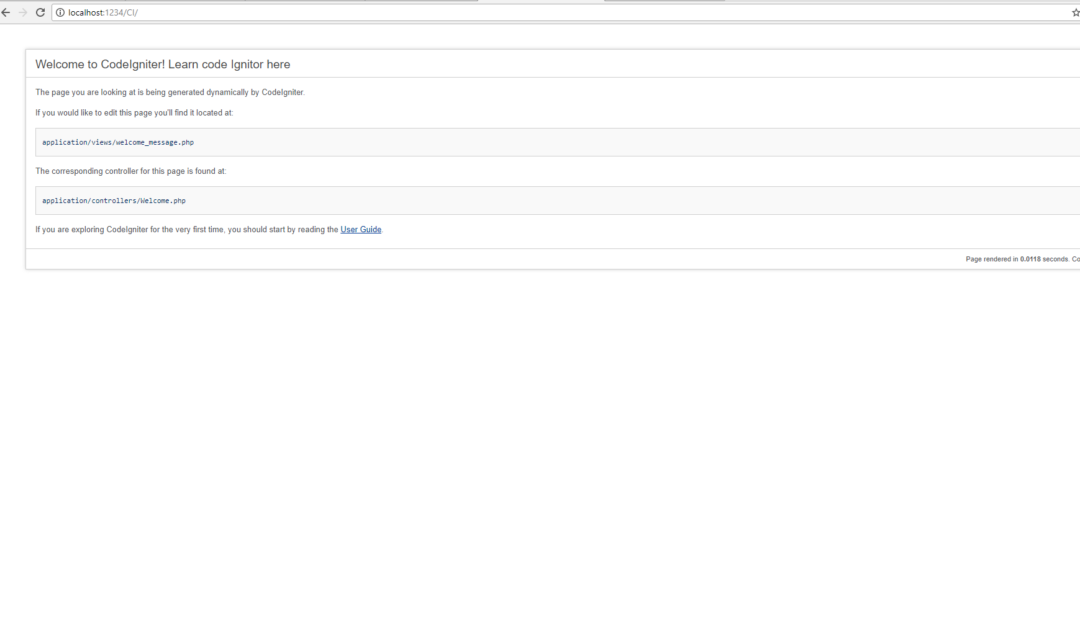 localhost:1234/CI/
Welcome to CodeIgniter! Learn code Ignitor here
The page you are looking at is being generated dynamically by CodeIgniter.
If you would like to edit this page you'll find it located at:
application/views/welcome_message.php
The corresponding controller for this page is found at:
application/controllers/Welcome.php
If you are exploring CodeIgniter for the very first time, you should start by reading the User Guide.
Page rendered in 0.0118 seconds. Co